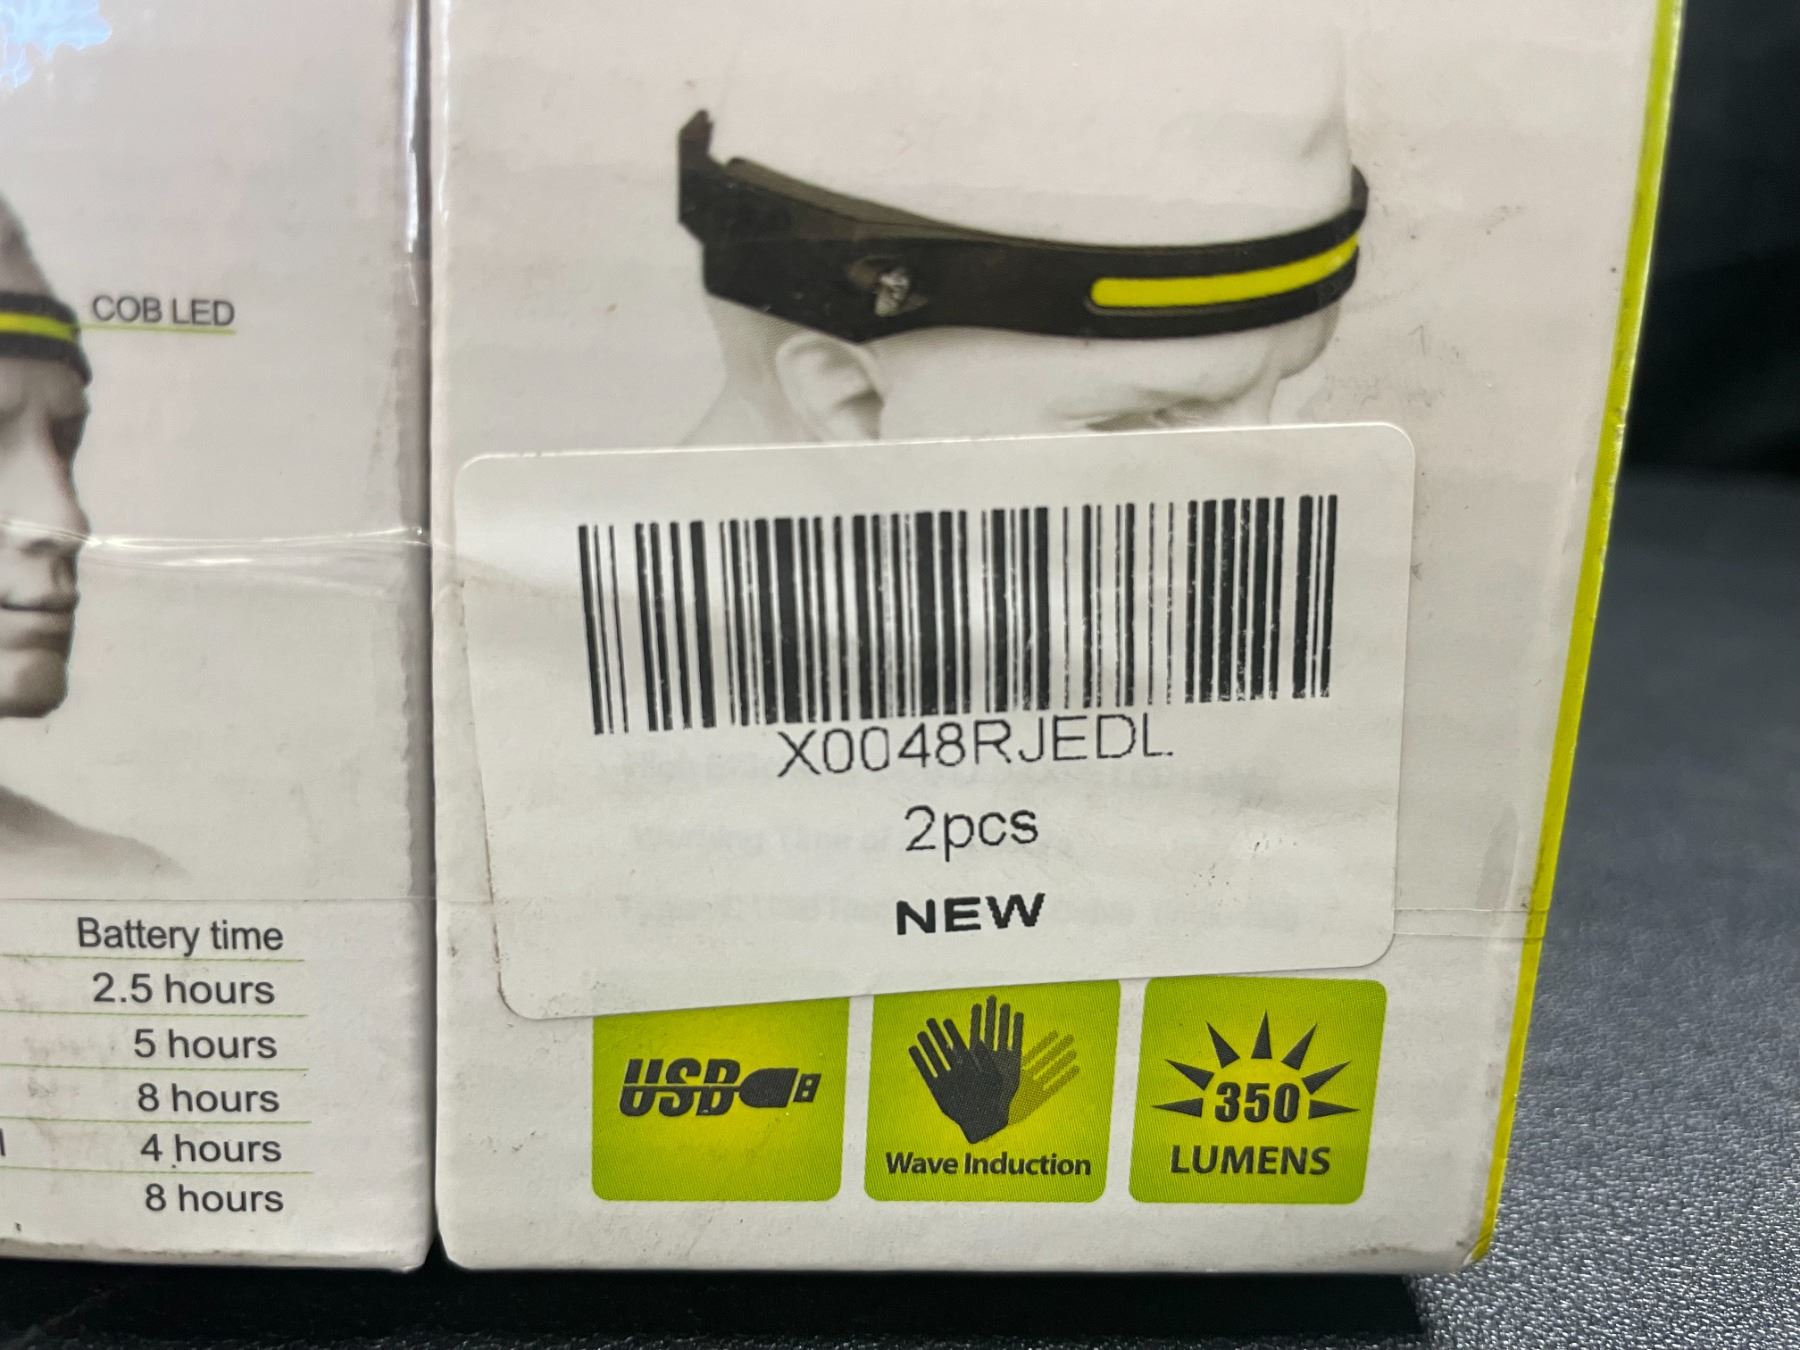 COB LED
Battery time
2.5 hours
5 hours
8 hours
4 hours
8 hours
X0048RJEDL
2pcs
NEW
USB
Wave Induction
350
LUMENS